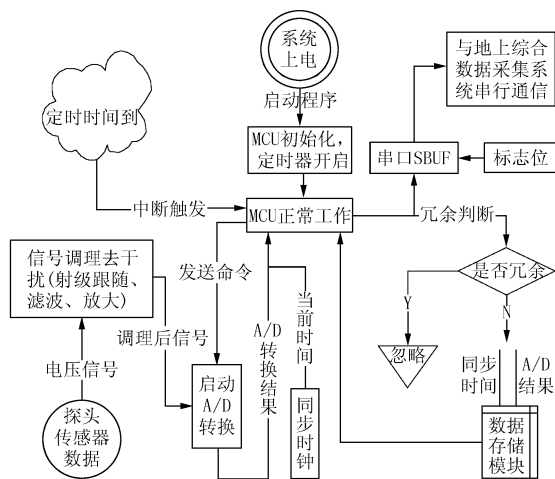 系统
上电
与地上综合
数据采集系
统串行通信
定时时间到
启动程序
MCU初始化，
定时器开启
串口SBUF
标志位
中断触发
MCU正常工作
冗余判断
信号调理去干
扰(射级跟随、
滤波、放大)
发送命令
是否冗余
A/D
转换结果
当前时间
Y
N
调理后信号
忽略
同步
时间
A/D
结果
电压信号
启动
A/D
转换
同步时钟
探头
传感器
数据
数据
存储
模块